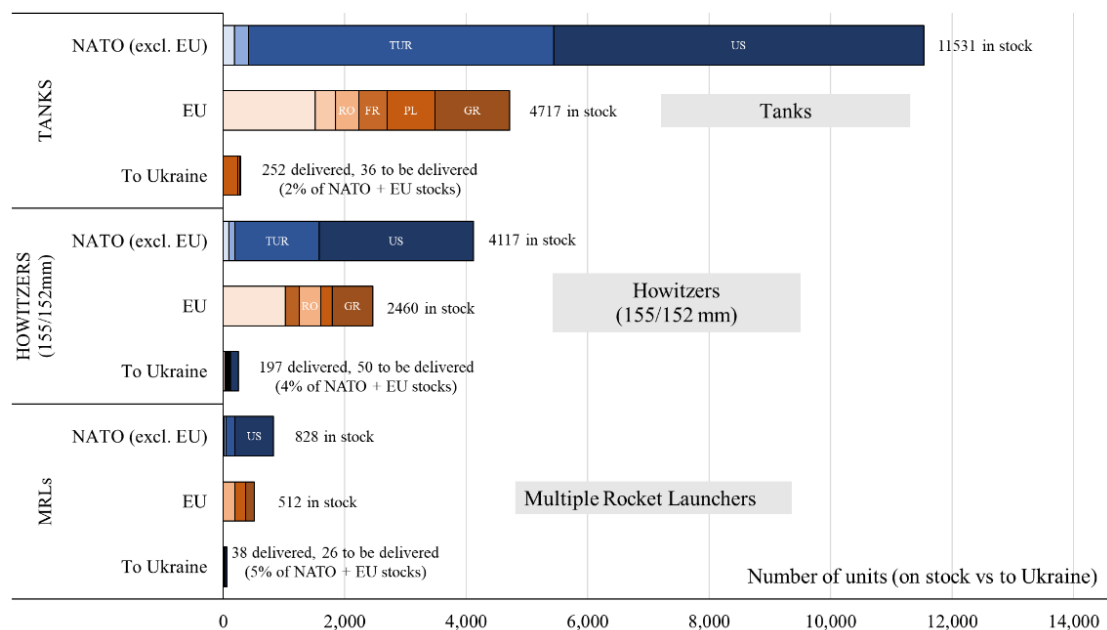 TANKS
NATO (excl. EU)
TUR
US
11531 in stock
EU
RO
FR
PL
GR
4717 in stock
Tanks
To Ukraine
252 delivered, 36 to be delivered
(2% of NATO + EU stocks)
HOWITZERS
(155/152mm)
NATO (excl. EU)
TUR
US
4117 in stock
EU
RO
GR
2460 in stock
Howitzers
(155/152 mm)
To Ukraine
197 delivered, 50 to be delivered
(4% of NATO + EU stocks)
MRLs
NATO (excl. EU)
US
828 in stock
EU
512 in stock
Multiple Rocket Launchers
To Ukraine
38 delivered, 26 to be delivered
(5% of NATO + EU stocks)
Number of units (on stock vs to Ukraine)
0 2,000 4,000 6,000 8,000 10,000 12,000 14,000